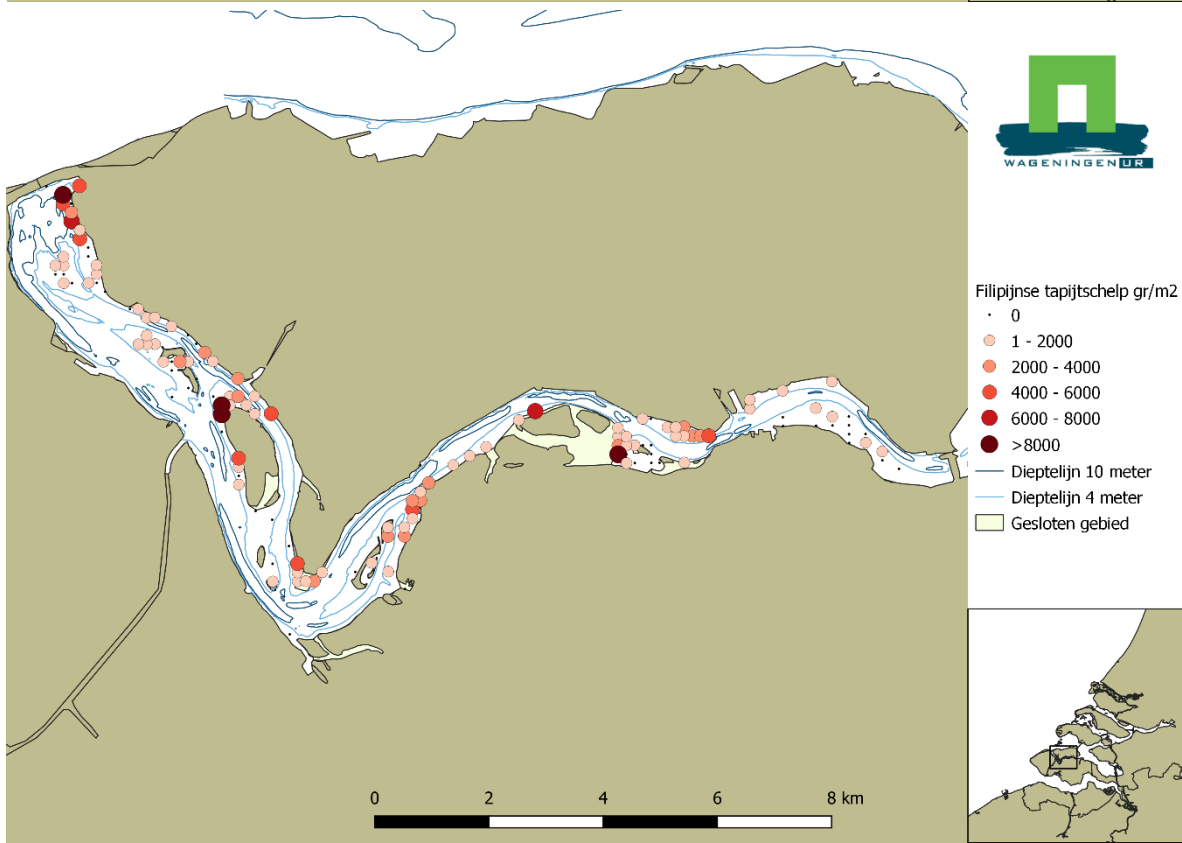 WAGENINGEN UR
Filipijnse tapijtschelp gr/m2
0
1 - 2000
2000 - 4000
4000 - 6000
6000 - 8000
>8000
Dieptelijn 10 meter
Dieptelijn 4 meter
Gesloten gebied
0 2 4 6 8 km